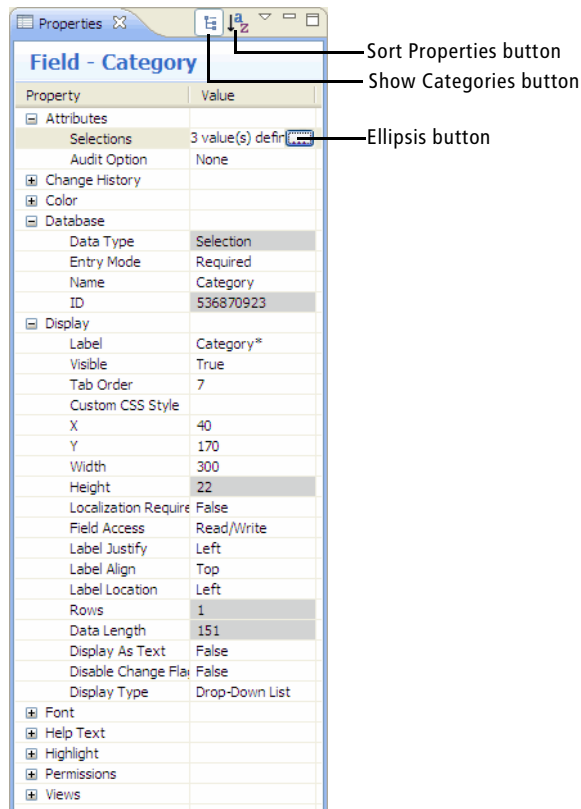 Properties
Sort Properties button
Field - Category
Show Categories button
Property Value
Attributes
Selections 3 value(s) defin ...
Ellipsis button
Audit Option None
Change History
Color
Database
Data Type Selection
Entry Mode Required
Name Category
ID 536870923
Display
Label Category*
Visible True
Tab Order 7
Custom CSS Style
X 40
Y 170
Width 300
Height 22
Localization Require False
Field Access Read/Write
Label Justify Left
Label Align Top
Label Location Left
Rows 1
Data Length 151
Display As Text False
Disable Change Fla False
Display Type Drop-Down List
Font
Help Text
Highlight
Permissions
Views